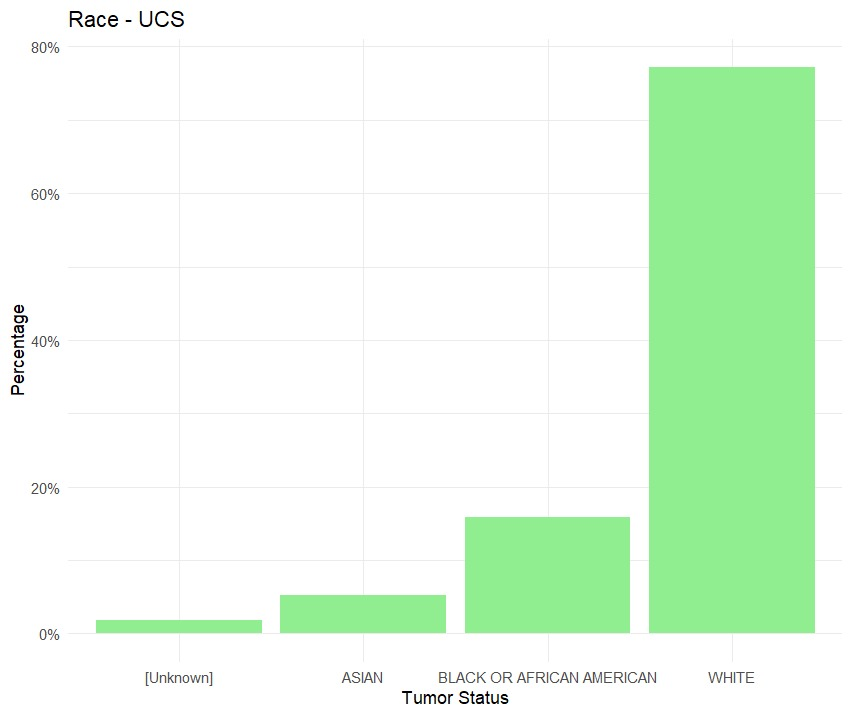 Race - UCS
80%
60%
40%
20%
0%
Percentage
[Unknown]
ASIAN
BLACK OR AFRICAN AMERICAN
WHITE
Tumor Status